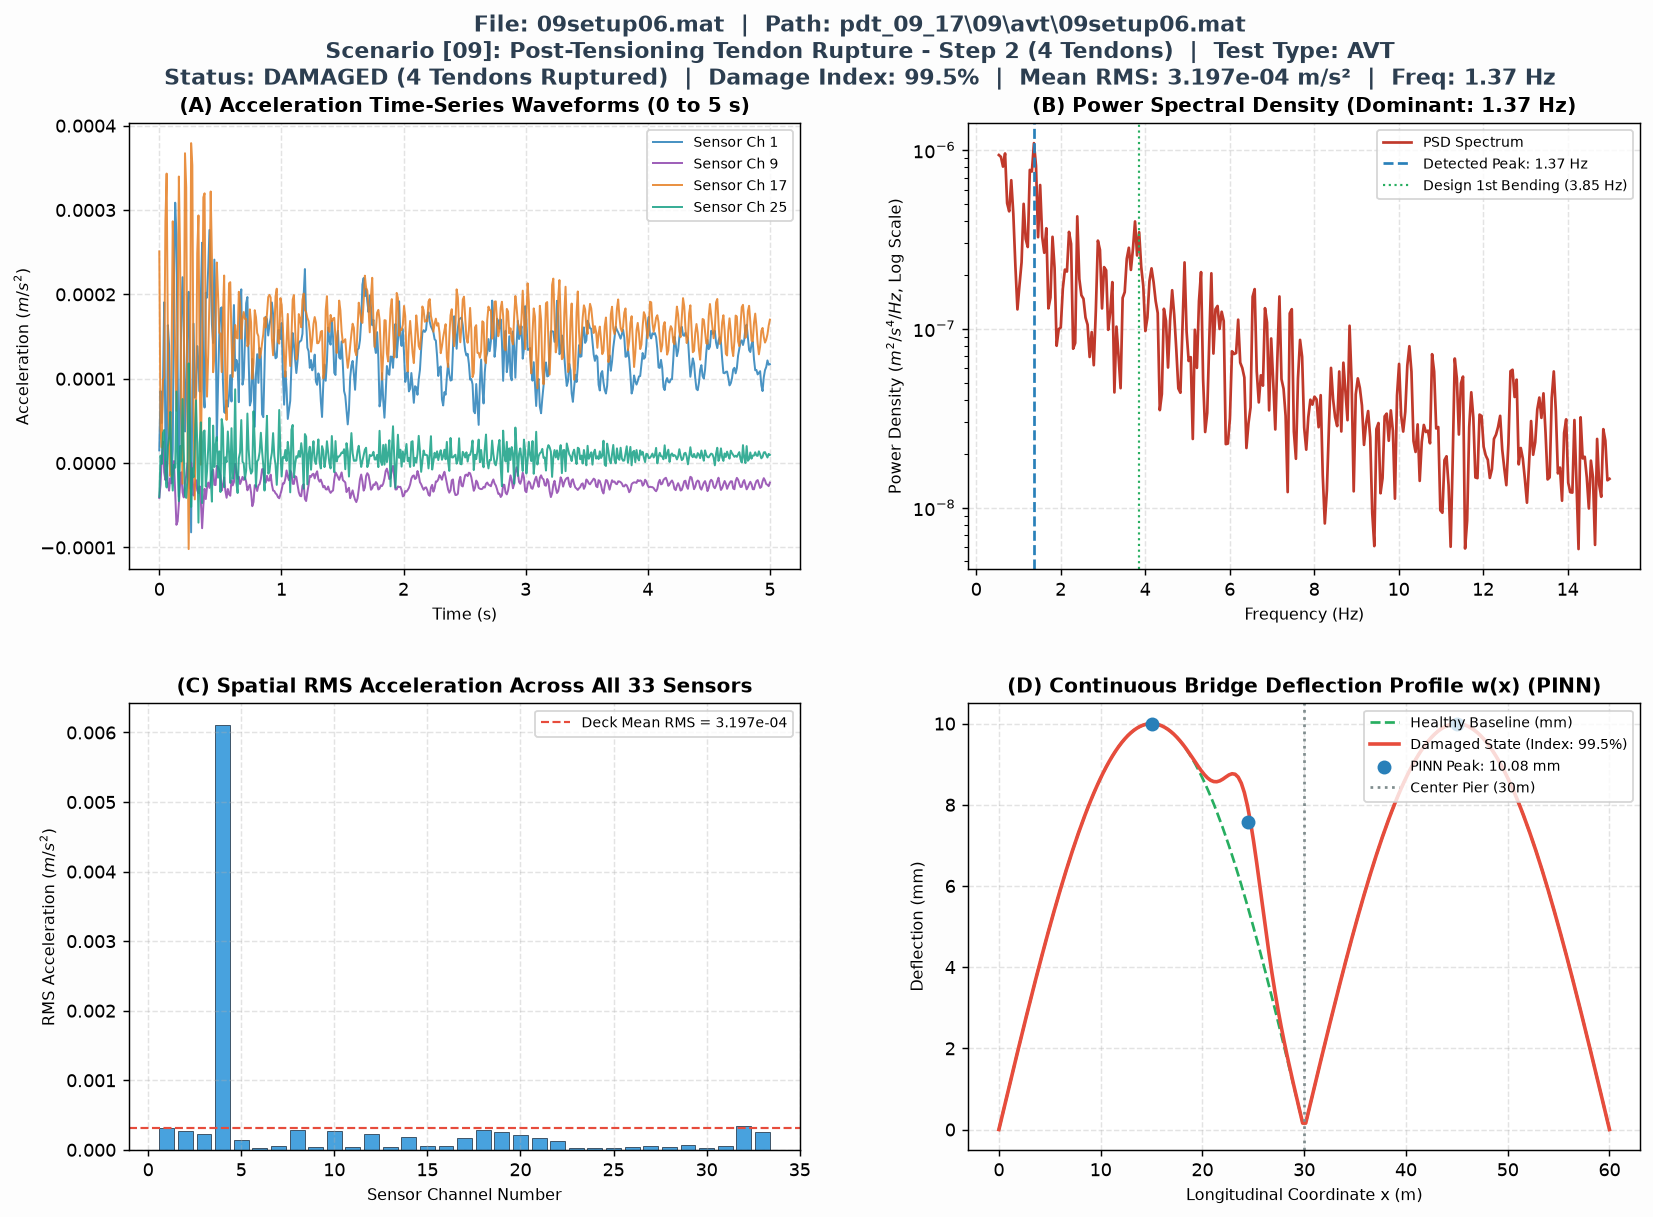 File: 09setup06.mat | Path: pdt_09_17\09\avt\09setup06.mat
Scenario [09]: Post-Tensioning Tendon Rupture - Step 2 (4 Tendons) | Test Type: AVT
Status: DAMAGED (4 Tendons Ruptured) | Damage Index: 99.5% | Mean RMS: 3.197e-04 m/s² | Freq: 1.37 Hz
(A) Acceleration Time-Series Waveforms (0 to 5 s)
Acceleration (m/s²)
0.0004
0.0003
0.0002
0.0001
0.0000
−0.0001
Sensor Ch 1
Sensor Ch 9
Sensor Ch 17
Sensor Ch 25
0 1 2 3 4 5
Time (s)
(B) Power Spectral Density (Dominant: 1.37 Hz)
Power Density (m²/s⁴/Hz, Log Scale)
10⁻⁶
10⁻⁷
10⁻⁸
PSD Spectrum
Detected Peak: 1.37 Hz
Design 1st Bending (3.85 Hz)
0 2 4 6 8 10 12 14
Frequency (Hz)
(C) Spatial RMS Acceleration Across All 33 Sensors
RMS Acceleration (m/s²)
0.006
0.005
0.004
0.003
0.002
0.001
0.000
Deck Mean RMS = 3.197e-04
0 5 10 15 20 25 30 35
Sensor Channel Number
(D) Continuous Bridge Deflection Profile w(x) (PINN)
Deflection (mm)
10
8
6
4
2
0
Healthy Baseline (mm)
Damaged State (Index: 99.5%)
PINN Peak: 10.08 mm
Center Pier (30m)
0 10 20 30 40 50 60
Longitudinal Coordinate x (m)